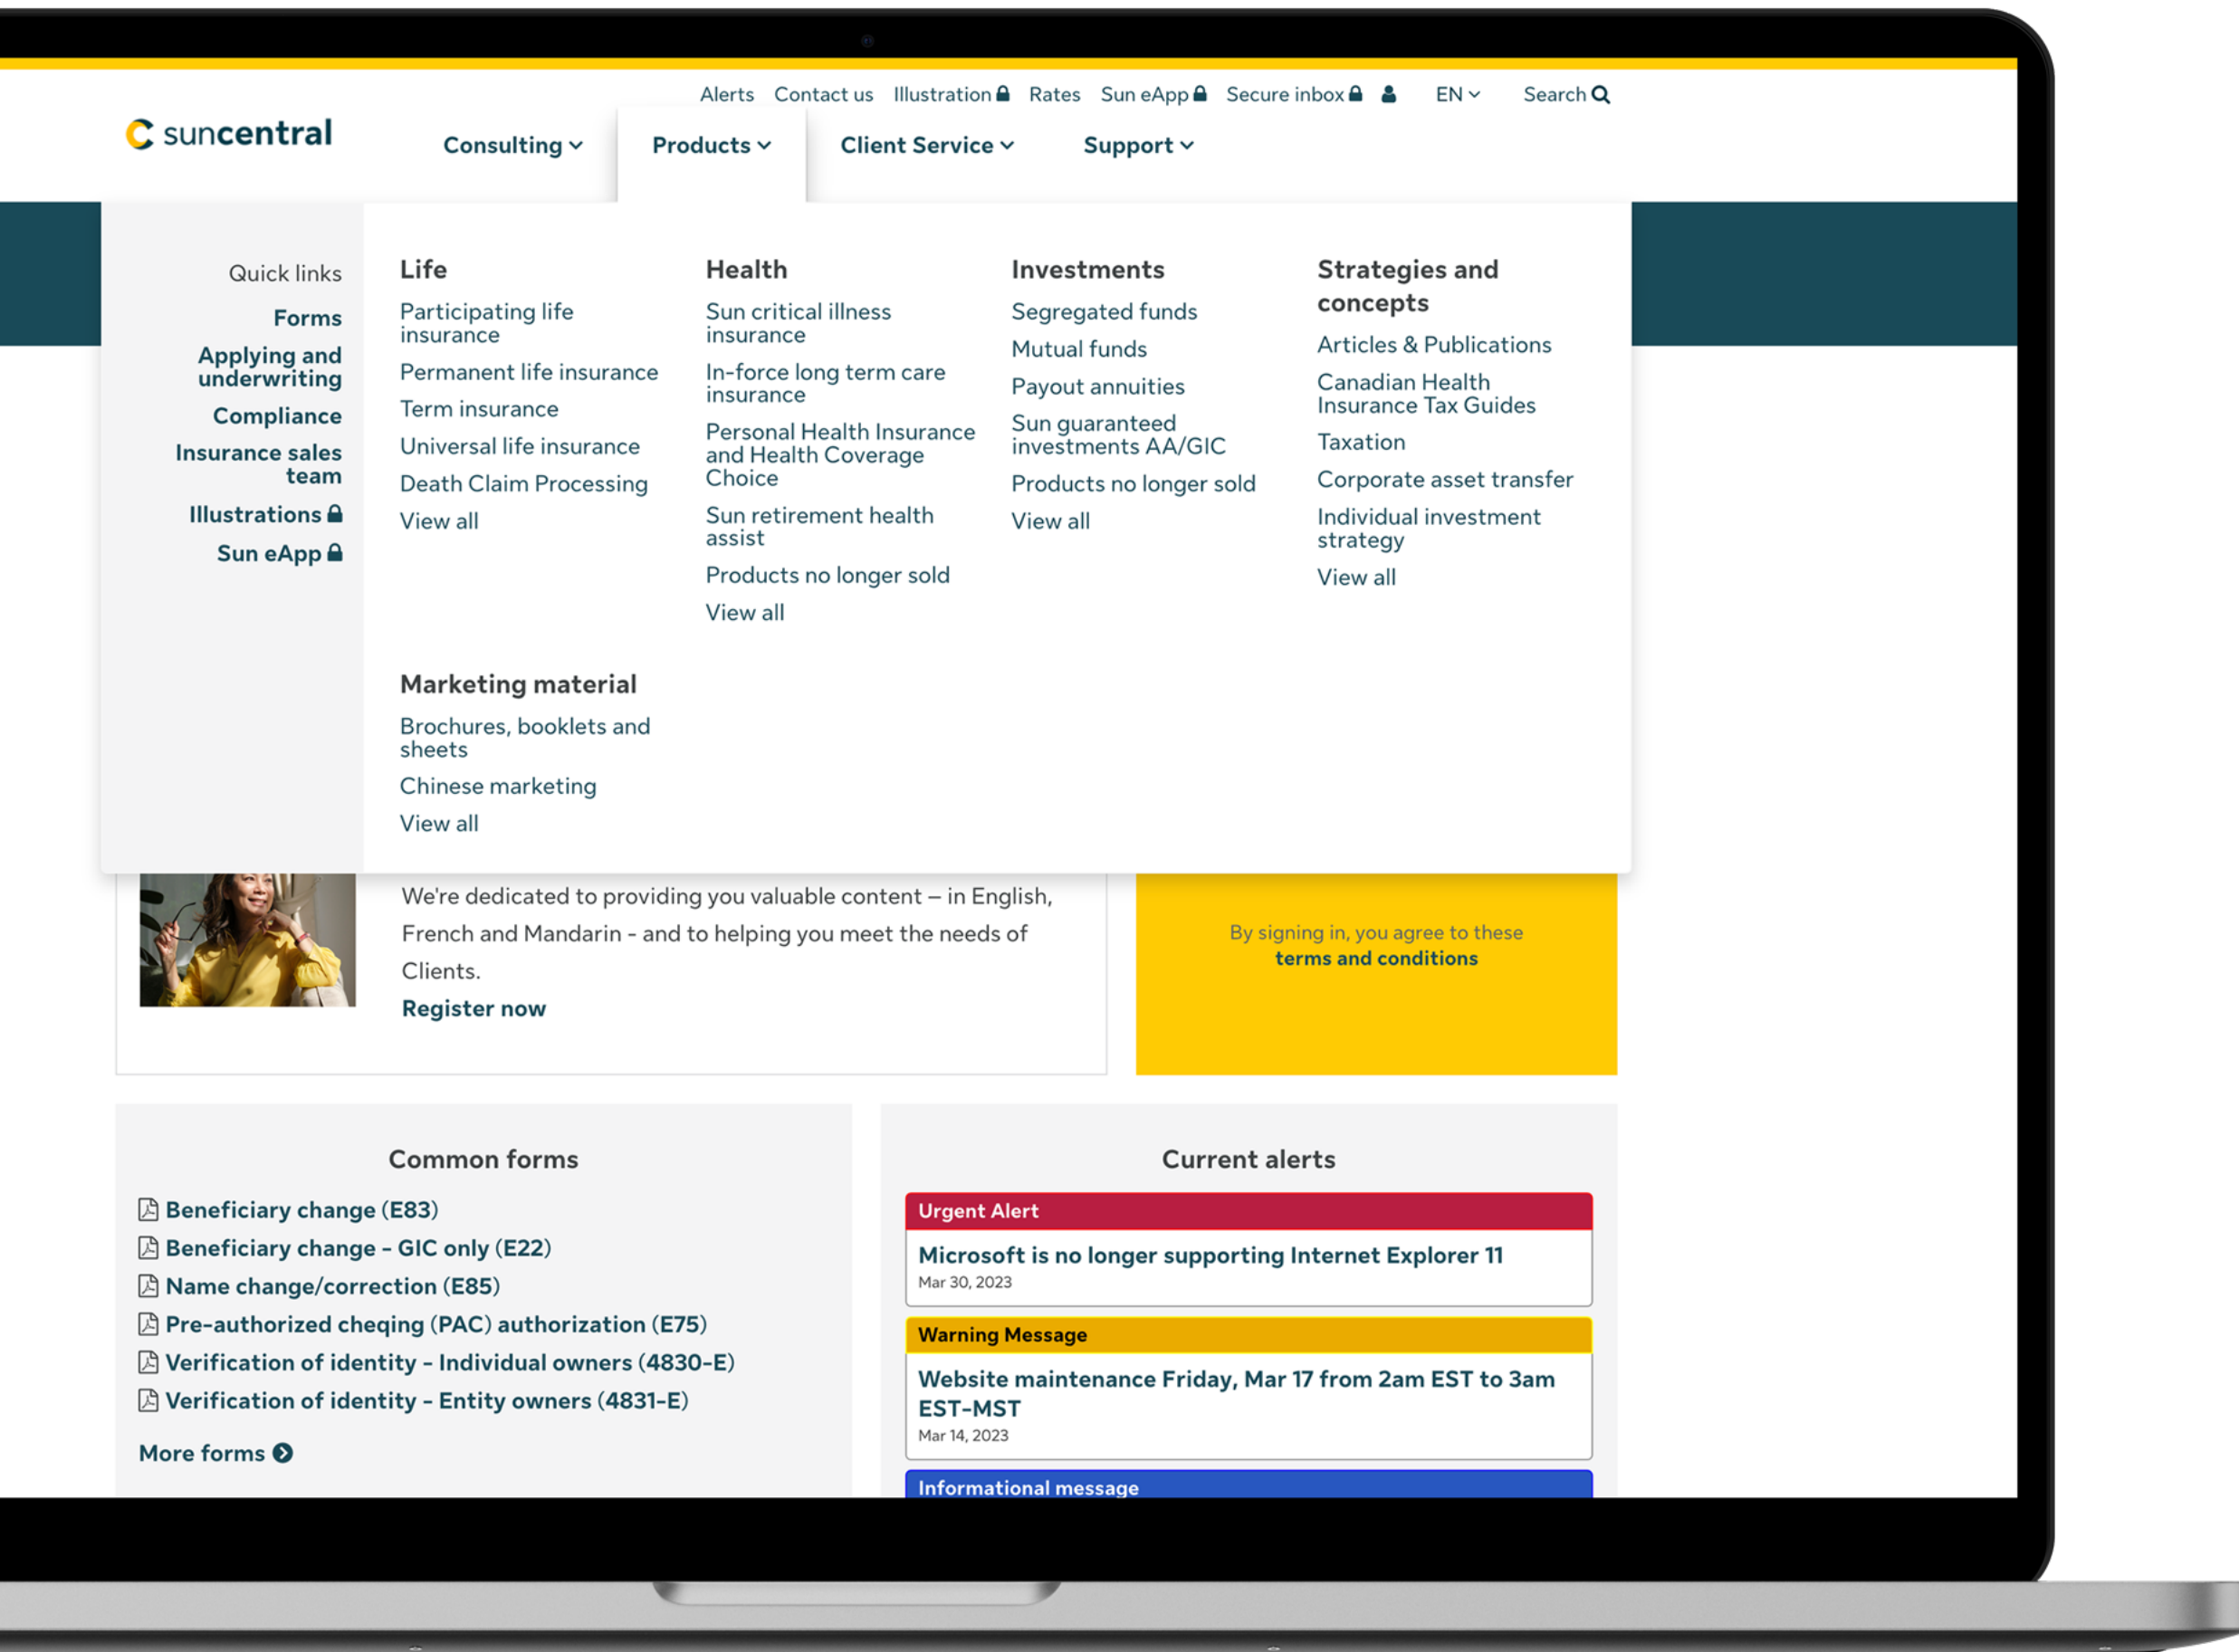 Alerts Contact us Illustration Rates Sun eApp Secure inbox EN Search
suncentral
Consulting Products Client Service Support
Quick links
Forms
Applying and
underwriting
Compliance
Insurance sales
team
Illustrations
Sun eApp
Life
Participating life
insurance
Permanent life insurance
Term insurance
Universal life insurance
Death Claim Processing
View all
Health
Sun critical illness
insurance
In-force long term care
insurance
Personal Health Insurance
and Health Coverage
Choice
Sun retirement health
assist
Products no longer sold
View all
Investments
Segregated funds
Mutual funds
Payout annuities
Sun guaranteed
investments AA/GIC
Products no longer sold
View all
Strategies and
concepts
Articles & Publications
Canadian Health
Insurance Tax Guides
Taxation
Corporate asset transfer
Individual investment
strategy
View all
Marketing material
Brochures, booklets and
sheets
Chinese marketing
View all
We're dedicated to providing you valuable content – in English,
French and Mandarin - and to helping you meet the needs of
Clients.
Register now
By signing in, you agree to these
terms and conditions
Common forms
Beneficiary change (E83)
Beneficiary change - GIC only (E22)
Name change/correction (E85)
Pre-authorized cheqing (PAC) authorization (E75)
Verification of identity - Individual owners (4830-E)
Verification of identity - Entity owners (4831-E)
More forms
Current alerts
Urgent Alert
Microsoft is no longer supporting Internet Explorer 11
Mar 30, 2023
Warning Message
Website maintenance Friday, Mar 17 from 2am EST to 3am
EST-MST
Mar 14, 2023
Informational message